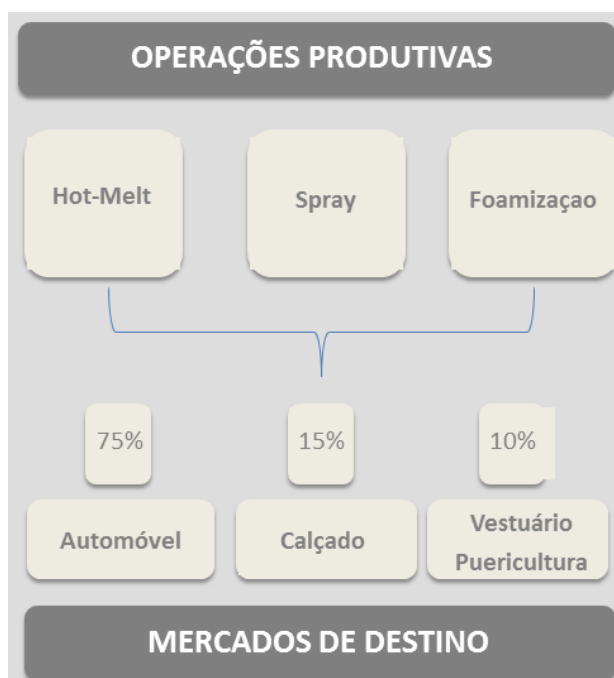 OPERAÇÕES PRODUTIVAS
Hot-Melt
Spray
Foamizaçao
75%
15%
10%
Automóvel
Calçado
Vestuário
Puericultura
MERCADOS DE DESTINO